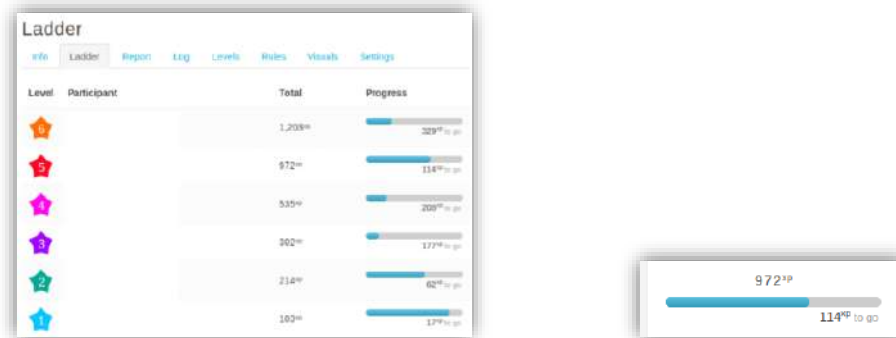 Ladder
Info Ladder Report Log Levels Rules Visuals Settings
Level Participant Total Progress
6 1,203xp 329xp to go
5 972xp 114xp to go
4 535xp 208xp to go
3 302xp 177xp to go
2 214xp 62xp to go
1 103xp 17xp to go
972xp
114xp to go